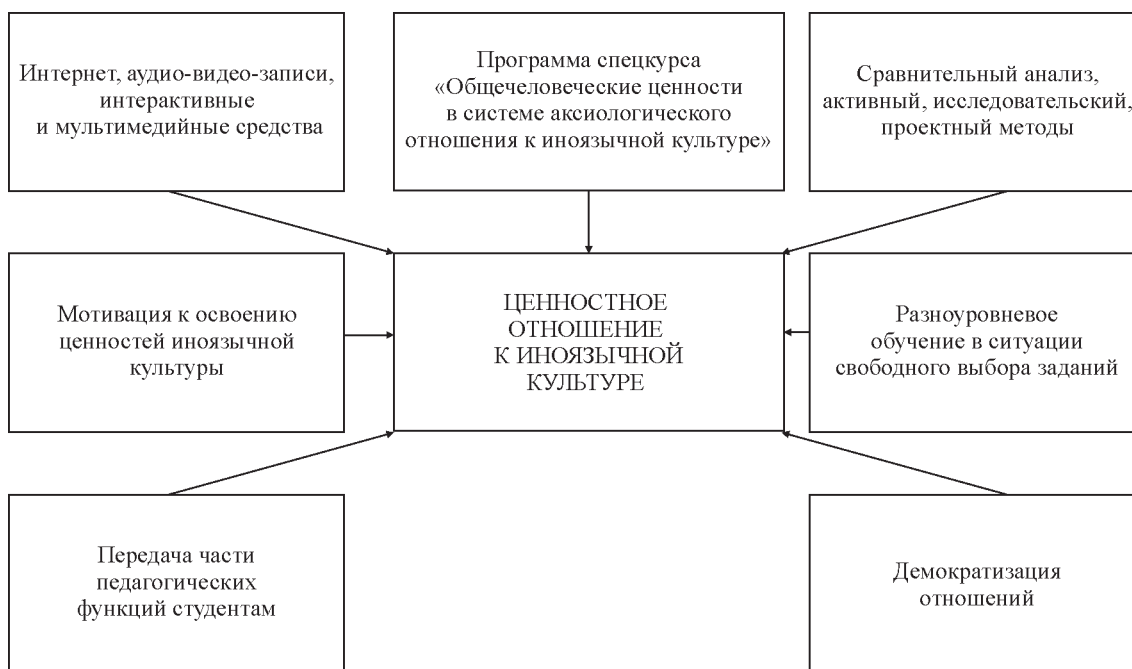 Интернет, аудио-видео-записи,
интерактивные
и мультимедийные средства
Программа спецкурса
«Общечеловеческие ценности
в системе аксиологического
отношения к иноязычной культуре»
Сравнительный анализ,
активный, исследовательский,
проектный методы
Мотивация к освоению
ценностей иноязычной
культуры
ЦЕННОСТНОЕ
ОТНОШЕНИЕ
К ИНОЯЗЫЧНОЙ
КУЛЬТУРЕ
Разноуровневое
обучение в ситуации
свободного выбора заданий
Передача части
педагогических
функций студентам
Демократизация
отношений